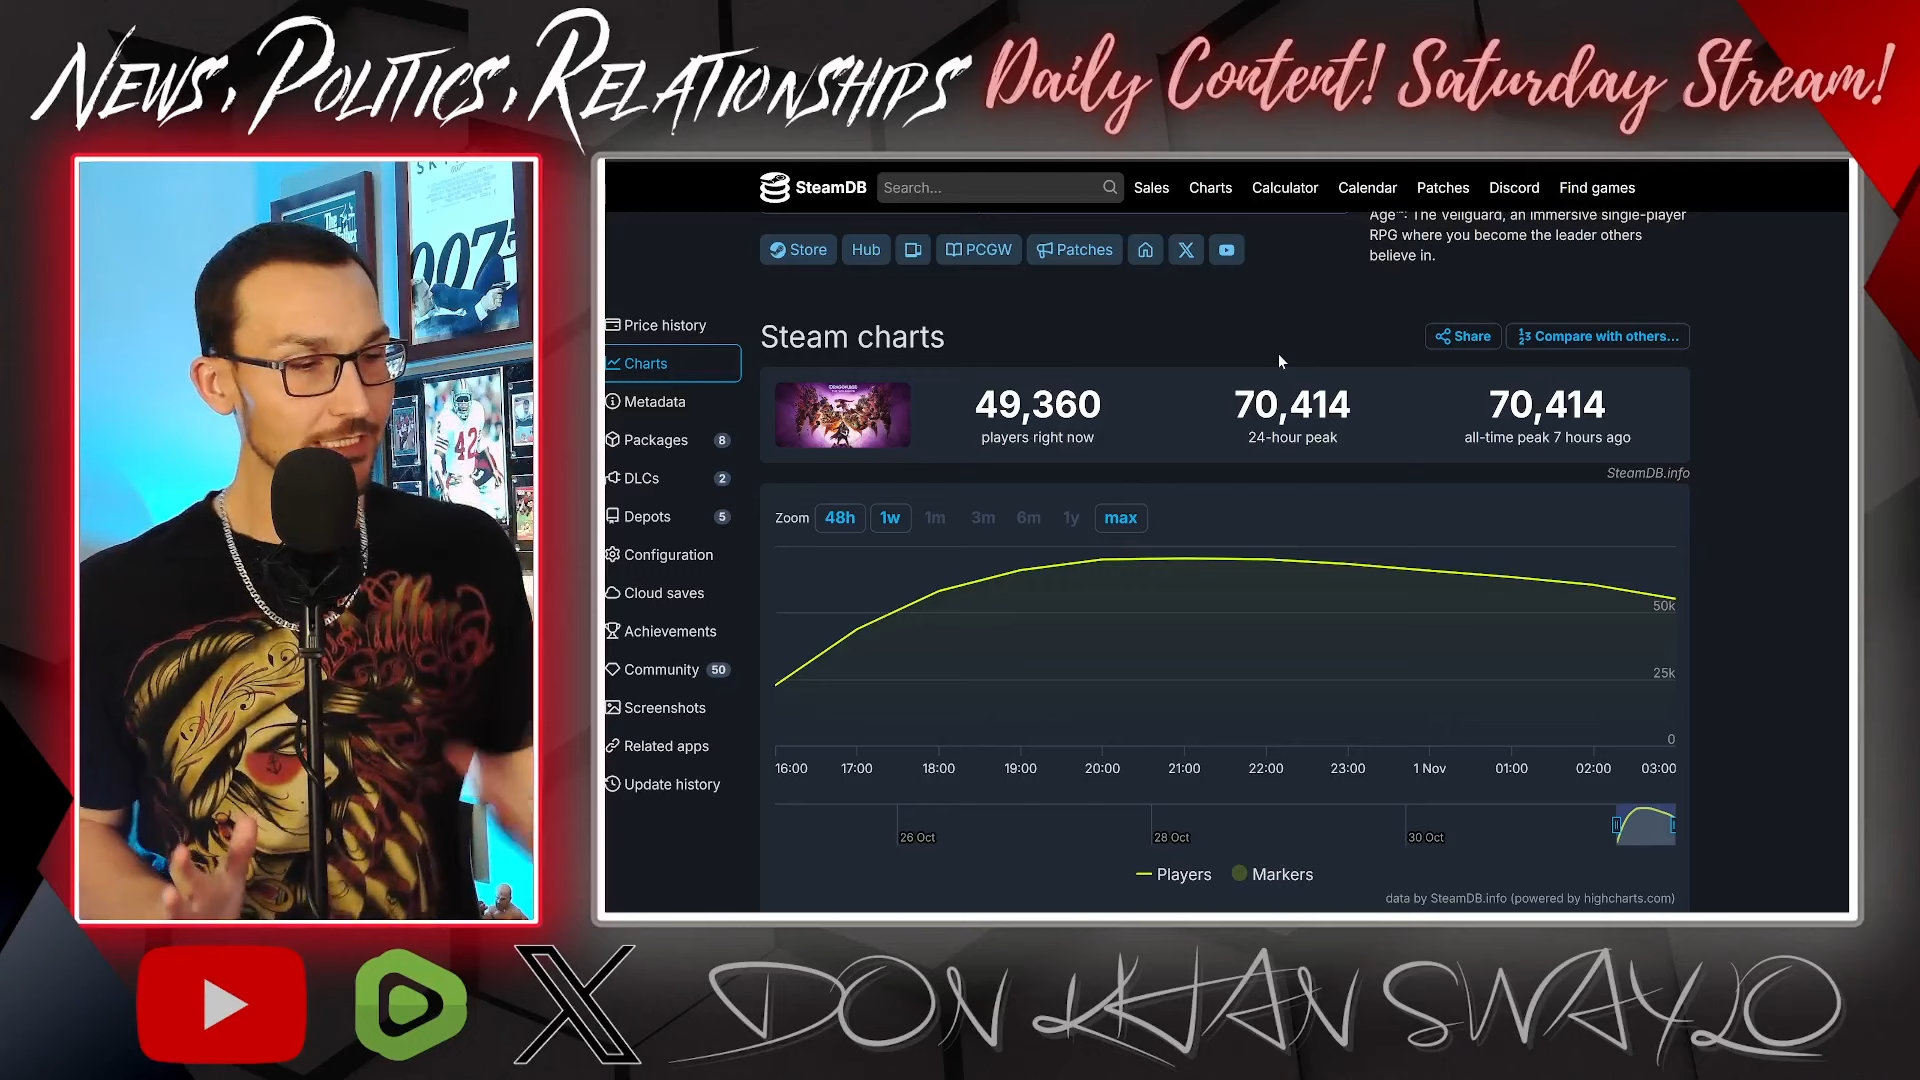 NEWS, POLITICS, RELATIONSHIPS Daily Content! Saturday Stream!
007
42
SteamDB Search... Sales Charts Calculator Calendar Patches Discord Find games
Age™: The Veilguard, an immersive single-player
RPG where you become the leader others
believe in.
Store Hub PCGW Patches
Price history
Charts
Metadata
Packages 8
DLCs 2
Depots 5
Configuration
Cloud saves
Achievements
Community 50
Screenshots
Related apps
Update history
Steam charts
Share Compare with others...
49,360 70,414 70,414
players right now 24-hour peak all-time peak 7 hours ago
SteamDB.info
Zoom 48h 1w 1m 3m 6m 1y max
50k
25k
0
16:00 17:00 18:00 19:00 20:00 21:00 22:00 23:00 1 Nov 01:00 02:00 03:00
26 Oct 28 Oct 30 Oct
Players Markers
data by SteamDB.info (powered by highcharts.com)
DON KHAN SWAYLO